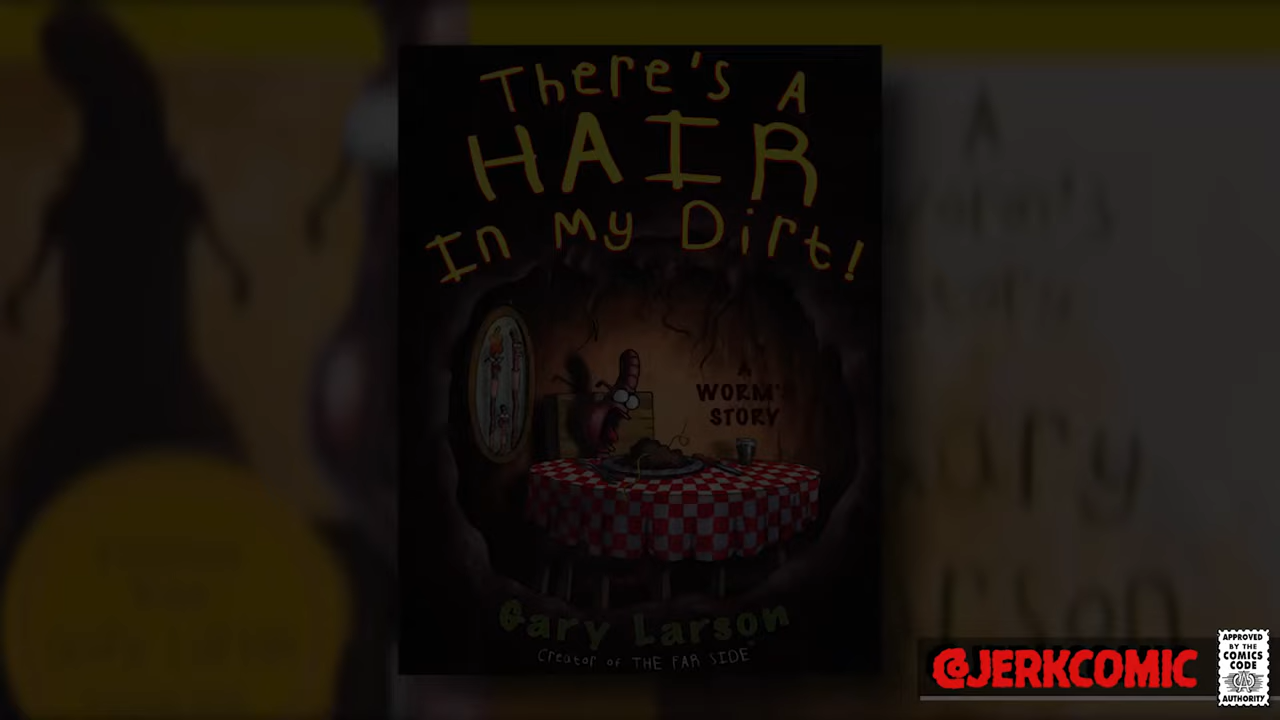 There's A
HAIR
In My Dirt!
A
WORM'S
STORY
Gary Larson
Creator of THE FAR SIDE
@JERKCOMIC
APPROVED
BY THE
COMICS
CODE
AUTHORITY